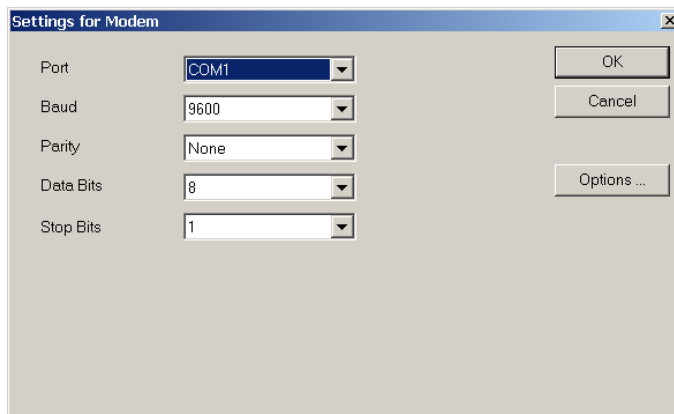 Settings for Modem
Port COM1 OK
Baud 9600 Cancel
Parity None
Data Bits 8 Options ...
Stop Bits 1